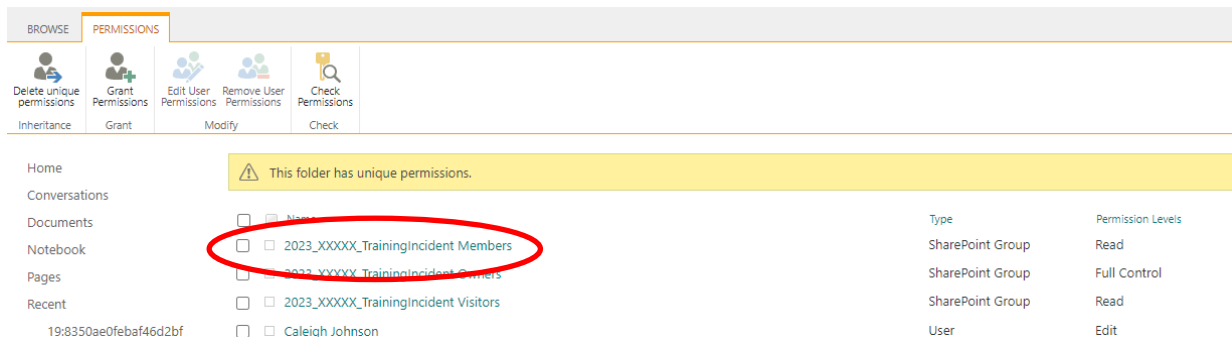 BROWSE PERMISSIONS
Delete unique permissions
Grant Permissions
Edit User Permissions
Remove User Permissions
Check Permissions
Inheritance Grant Modify Check
Home
Conversations
Documents
Notebook
Pages
Recent
19:8350ae0febaf46d2bf
This folder has unique permissions.
Name Type Permission Levels
2023_XXXXX_TrainingIncident Members SharePoint Group Read
2023_XXXXX_TrainingIncident Owners SharePoint Group Full Control
2023_XXXXX_TrainingIncident Visitors SharePoint Group Read
Caleigh Johnson User Edit